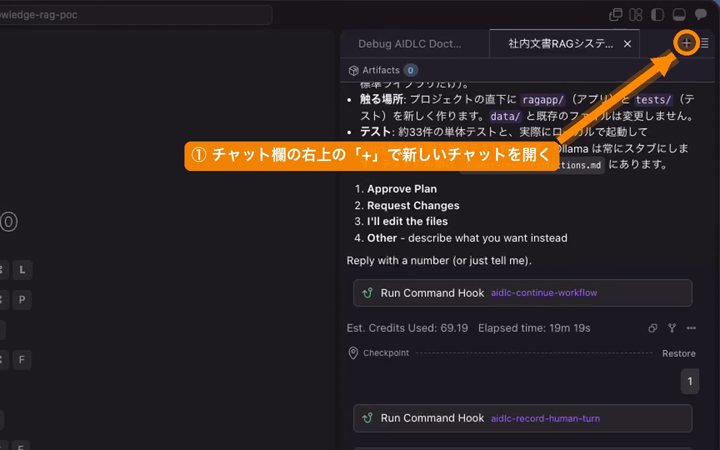 owledge-rag-poc
Debug AIDLC Doct...
社内文書RAGシステ...
Artifacts 0
標準ライブラリだけ)。
• 触る場所: プロジェクトの直下に ragapp/ (アプリ) と tests/ (テ
スト) を新しく作ります。data/ と既存のファイルは変更しません。
• テスト: 約33件の単体テストと、実際にローカルで起動して
① チャット欄の右上の「+」で新しいチャットを開く
Ollama は常にスタブにしま
ctions.md にあります。
1. Approve Plan
2. Request Changes
3. I'll edit the files
4. Other - describe what you want instead
Reply with a number (or just tell me).
Run Command Hook aidlc-continue-workflow
Est. Credits Used: 69.19 Elapsed time: 19m 19s
Checkpoint Restore
1
Run Command Hook aidlc-record-human-turn
L
P
F